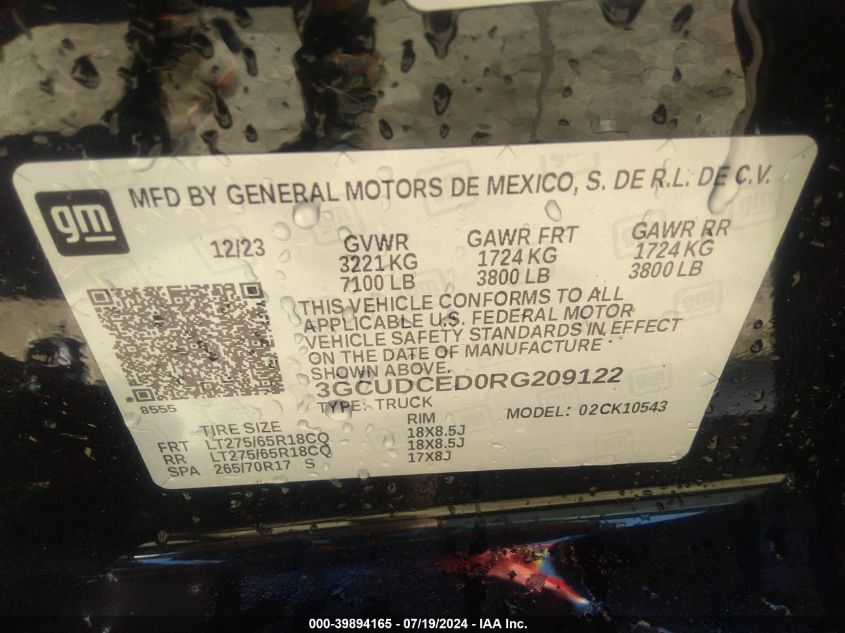 gm
MFD BY GENERAL MOTORS DE MEXICO, S. DE R.L. DE C.V.
12/23 GVWR GAWR FRT GAWR RR
3221 KG 1724 KG 1724 KG
7100 LB 3800 LB 3800 LB
THIS VEHICLE CONFORMS TO ALL
APPLICABLE U.S. FEDERAL MOTOR
VEHICLE SAFETY STANDARDS IN EFFECT
ON THE DATE OF MANUFACTURE
SHOWN ABOVE.
3GCUDCED0RG209122
8555 TYPE: TRUCK MODEL: 02CK10543
TIRE SIZE RIM
FRT LT275/65R18CQ 18X8.5J
RR LT275/65R18CQ 18X8.5J
SPA 265/70R17 S 17X8J
000-39894165 - 07/19/2024 - IAA Inc.